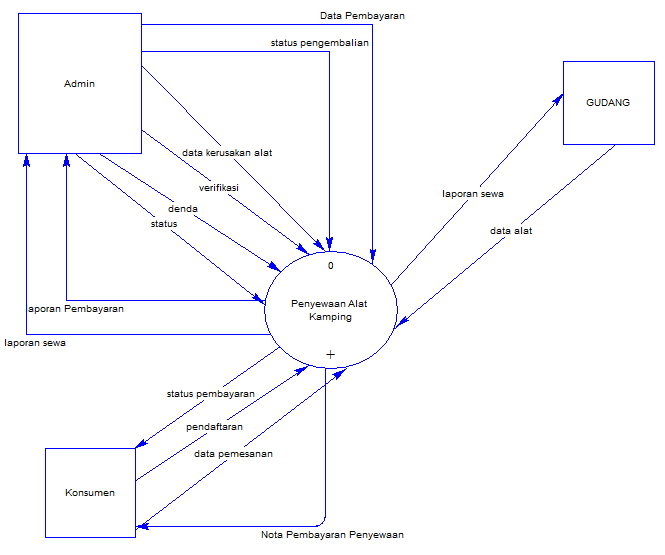 Data Pembayaran
status pengembalian
Admin
GUDANG
data kerusakan alat
verifikasi
laporan sewa
denda
status
data alat
0
Penyewaan Alat
Kamping
aporan Pembayaran
laporan sewa
+
status pembayaran
pendaftaran
data pemesanan
Konsumen
Nota Pembayaran Penyewaan